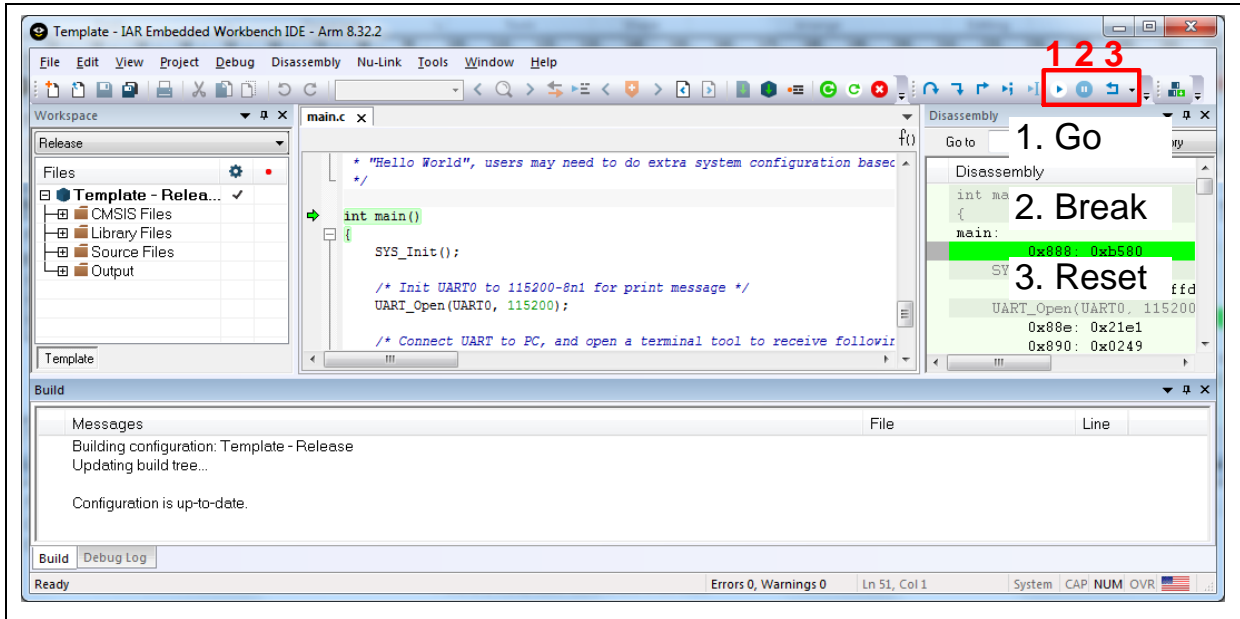 Template - IAR Embedded Workbench IDE - Arm 8.32.2
File Edit View Project Debug Disassembly Nu-Link Tools Window Help
1 2 3
Workspace
Release
Files
Template - Relea...
CMSIS Files
Library Files
Source Files
Output
Template
main.c
f()
* "Hello World", users may need to do extra system configuration based
*/
int main()
{
SYS_Init();
/* Init UART0 to 115200-8n1 for print message */
UART_Open(UART0, 115200);
/* Connect UART to PC, and open a terminal tool to receive followin
Disassembly
Go to
1. Go
Disassembly
int ma
{
2. Break
main:
0x888: 0xb580
SY
3. Reset
ffd
UART_Open(UART0, 115200
0x88e: 0x21e1
0x890: 0x0249
Build
Messages File Line
Building configuration: Template - Release
Updating build tree...
Configuration is up-to-date.
Build Debug Log
Ready Errors 0, Warnings 0 Ln 51, Col 1 System CAP NUM OVR